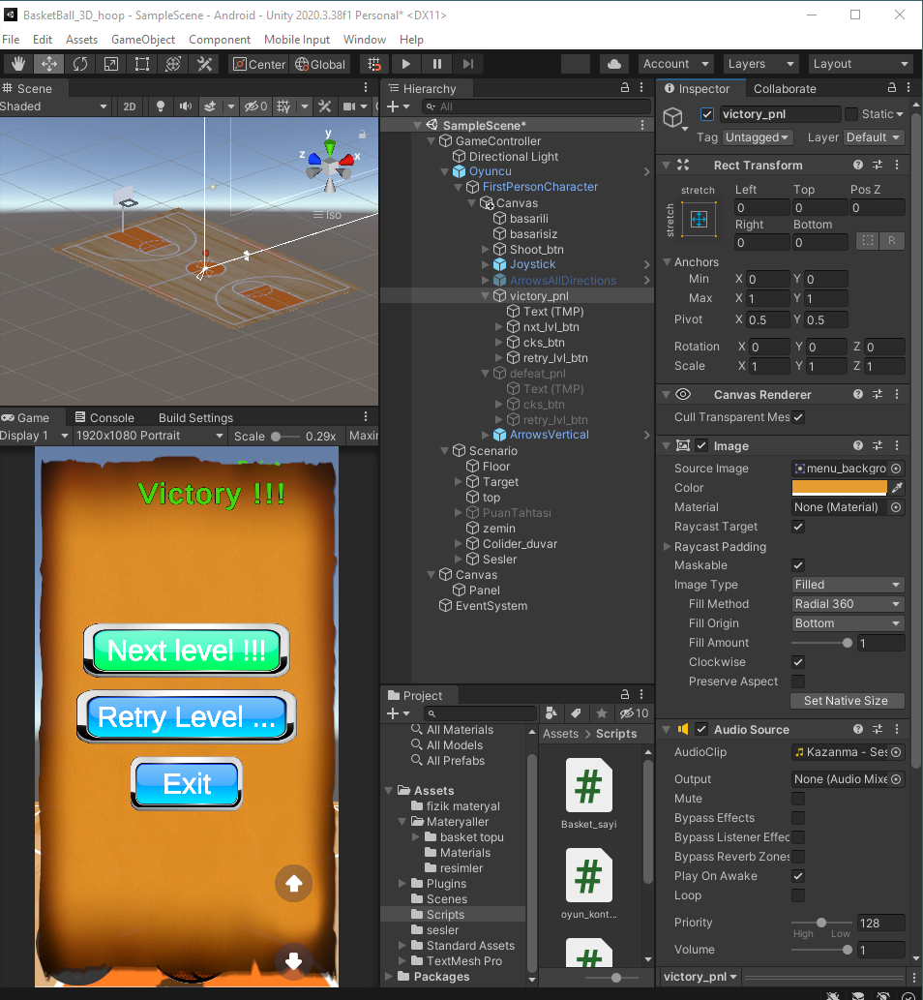 BasketBall_3D_hoop - SampleScene - Android - Unity 2020.3.38f1 Personal* <DX11>
File Edit Assets GameObject Component Mobile Input Window Help
Center Global Account Layers Layout
Scene
Shaded 2D 0
y
z x
Iso
Game Console Build Settings
Display 1 1920x1080 Portrait Scale 0.29x Maxin
Victory !!!
Next level !!!
Retry Level ...
Exit
Hierarchy
All
SampleScene*
GameController
Directional Light
Oyuncu
FirstPersonCharacter
Canvas
basarili
basarisiz
Shoot_btn
Joystick
ArrowsAllDirections
victory_pnl
Text (TMP)
nxt_lvl_btn
cks_btn
retry_lvl_btn
defeat_pnl
Text (TMP)
cks_btn
retry_lvl_btn
ArrowsVertical
Scenario
Floor
Target
top
PuanTahtası
zemin
Colider_duvar
Sesler
Canvas
Panel
EventSystem
Project
10
All Materials
All Models
All Prefabs
Assets
fizik materyal
Materyaller
basket topu
Materials
resimler
Plugins
Scenes
Scripts
sesler
Standard Assets
TextMesh Pro
Packages
Assets > Scripts
#
Basket_sayi
#
oyun_kont...
#
Inspector Collaborate
victory_pnl Static
Tag Untagged Layer Default
Rect Transform
stretch Left Top Pos Z
stretch 0 0 0
Right Bottom
0 0 R
Anchors
Min X 0 Y 0
Max X 1 Y 1
Pivot X 0.5 Y 0.5
Rotation X 0 Y 0 Z 0
Scale X 1 Y 1 Z 1
Canvas Renderer
Cull Transparent Mes
Image
Source Image menu_backgro
Color
Material None (Material)
Raycast Target
Raycast Padding
Maskable
Image Type Filled
Fill Method Radial 360
Fill Origin Bottom
Fill Amount 1
Clockwise
Preserve Aspect
Set Native Size
Audio Source
AudioClip Kazanma - Ses
Output None (Audio Mixe
Mute
Bypass Effects
Bypass Listener Effec
Bypass Reverb Zones
Play On Awake
Loop
Priority 128
High Low
Volume 1
victory_pnl